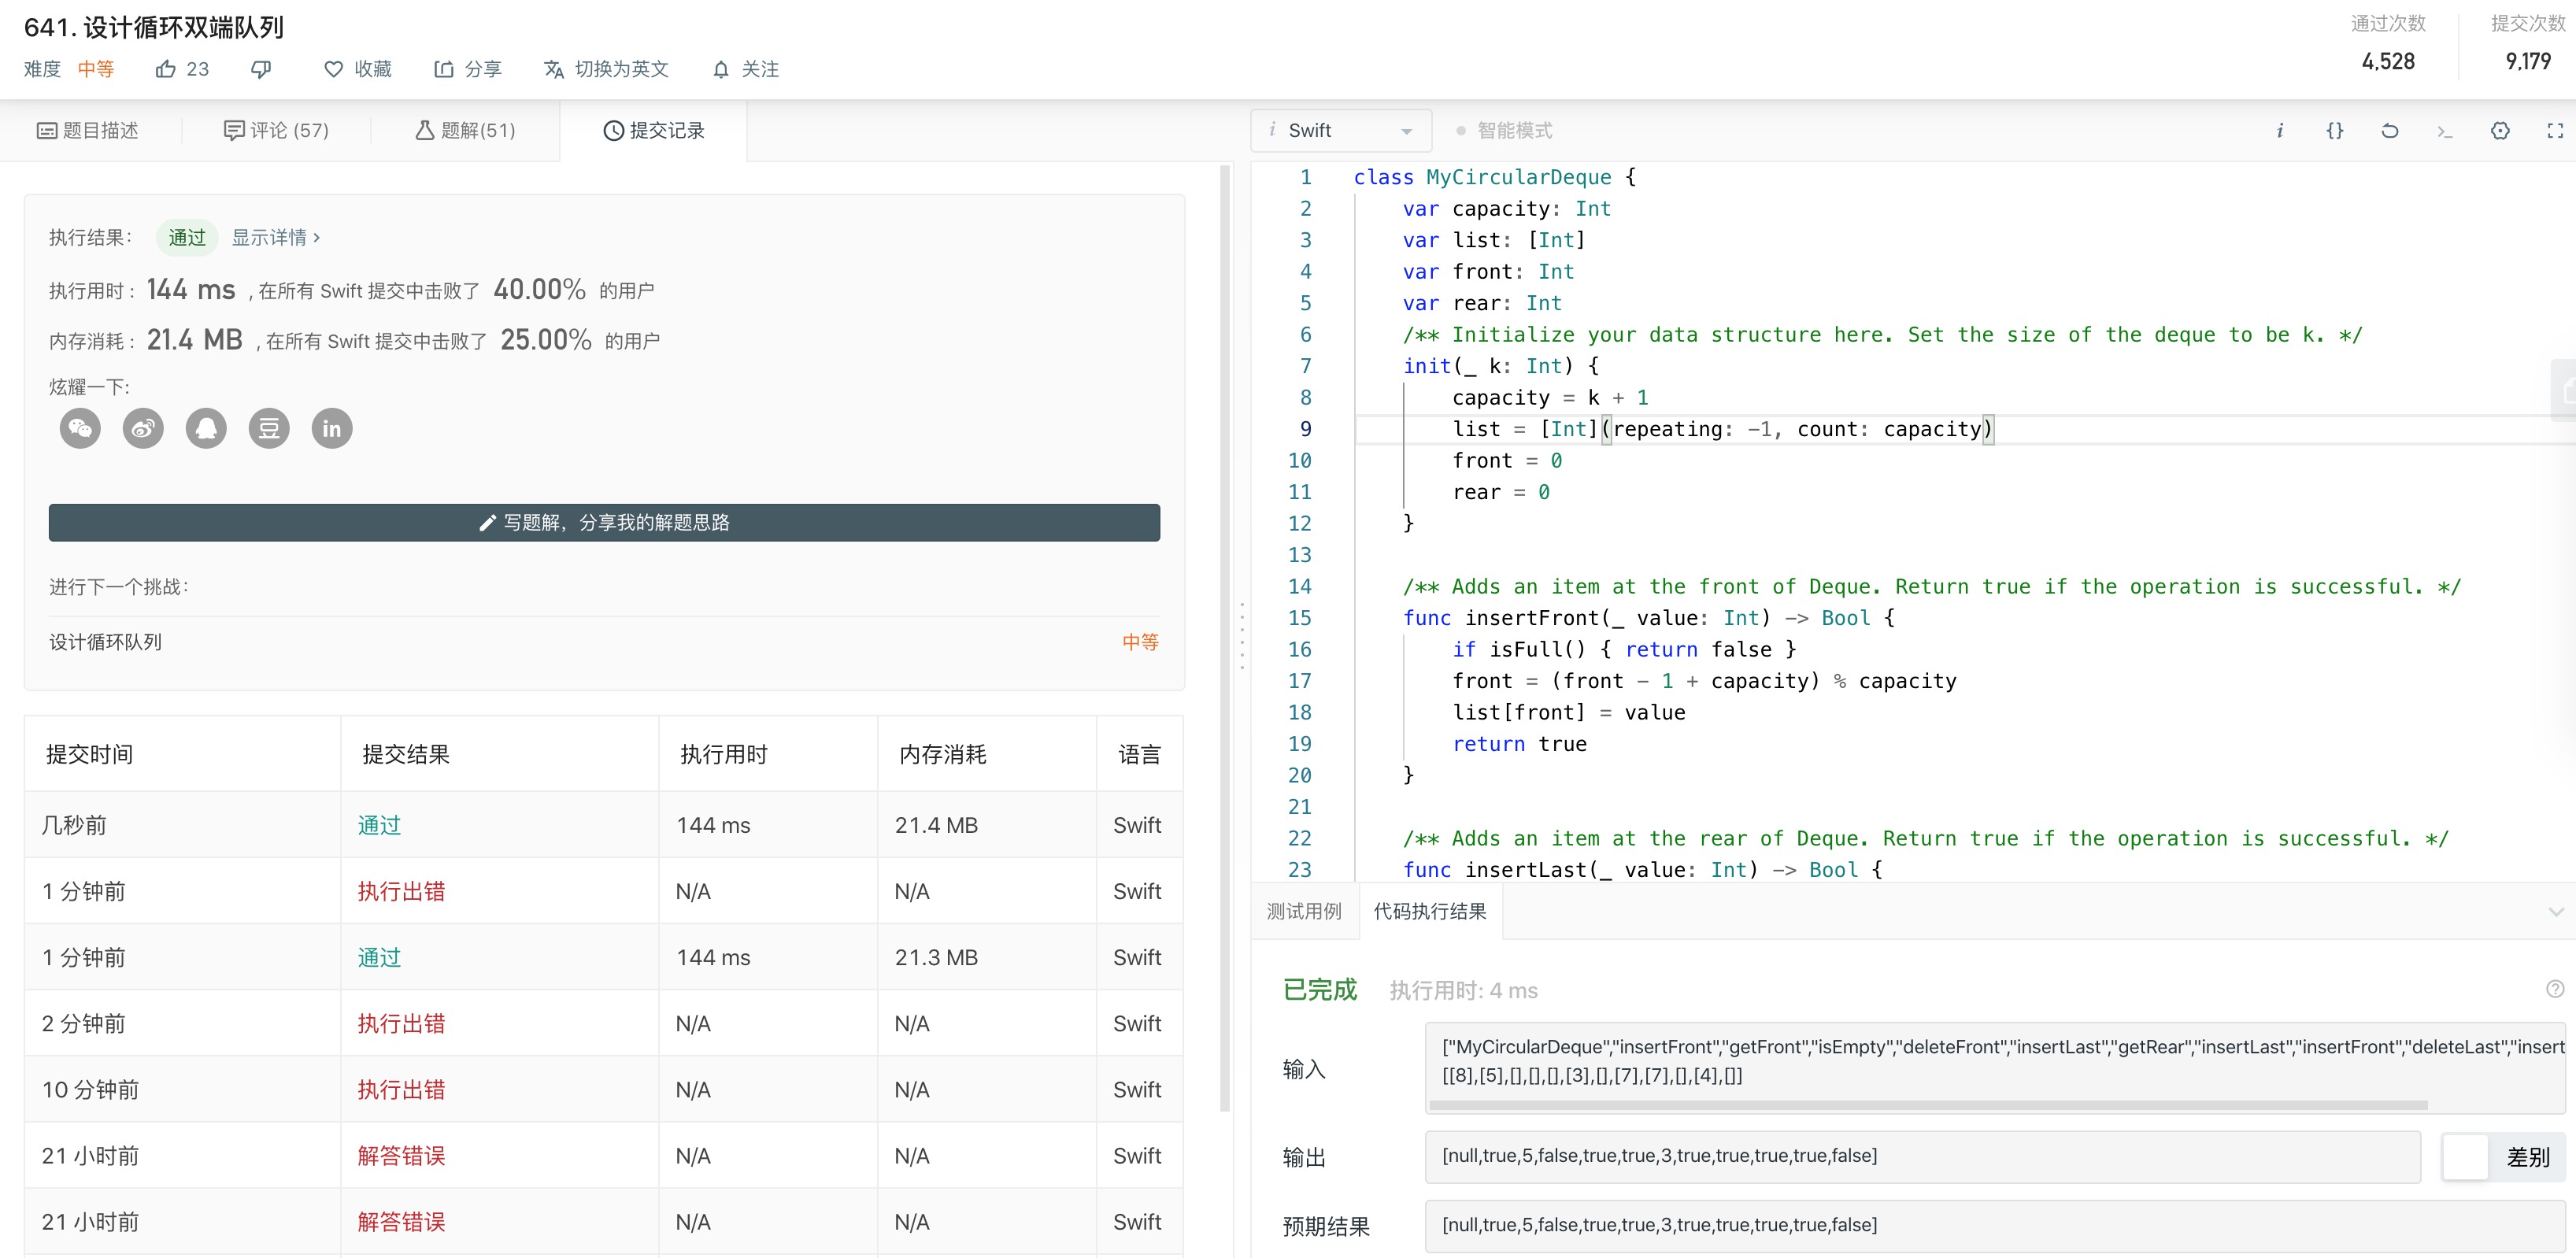 641. 设计循环双端队列
难度 中等 23 收藏 分享 切换为英文 关注
通过次数
4,528
提交次数
9,179
题目描述 评论 (57) 题解(51) 提交记录
执行结果： 通过 显示详情 >
执行用时 : 144 ms , 在所有 Swift 提交中击败了 40.00% 的用户
内存消耗 : 21.4 MB , 在所有 Swift 提交中击败了 25.00% 的用户
炫耀一下:
豆 in
写题解，分享我的解题思路
进行下一个挑战：
设计循环队列 中等
提交时间 提交结果 执行用时 内存消耗 语言
几秒前 通过 144 ms 21.4 MB Swift
1 分钟前 执行出错 N/A N/A Swift
1 分钟前 通过 144 ms 21.3 MB Swift
2 分钟前 执行出错 N/A N/A Swift
10 分钟前 执行出错 N/A N/A Swift
21 小时前 解答错误 N/A N/A Swift
21 小时前 解答错误 N/A N/A Swift
i Swift 智能模式 i {} >_
1 class MyCircularDeque {
2 var capacity: Int
3 var list: [Int]
4 var front: Int
5 var rear: Int
6 /** Initialize your data structure here. Set the size of the deque to be k. */
7 init(_ k: Int) {
8 capacity = k + 1
9 list = [Int](repeating: -1, count: capacity)
10 front = 0
11 rear = 0
12 }
13
14 /** Adds an item at the front of Deque. Return true if the operation is successful. */
15 func insertFront(_ value: Int) -> Bool {
16 if isFull() { return false }
17 front = (front - 1 + capacity) % capacity
18 list[front] = value
19 return true
20 }
21
22 /** Adds an item at the rear of Deque. Return true if the operation is successful. */
23 func insertLast(_ value: Int) -> Bool {
测试用例 代码执行结果
已完成 执行用时: 4 ms
输入
["MyCircularDeque","insertFront","getFront","isEmpty","deleteFront","insertLast","getRear","insertLast","insertFront","deleteLast","insert
[[8],[5],[],[],[],[3],[],[7],[7],[],[4],[]]
输出 [null,true,5,false,true,true,3,true,true,true,true,false] 差别
预期结果 [null,true,5,false,true,true,3,true,true,true,true,false]